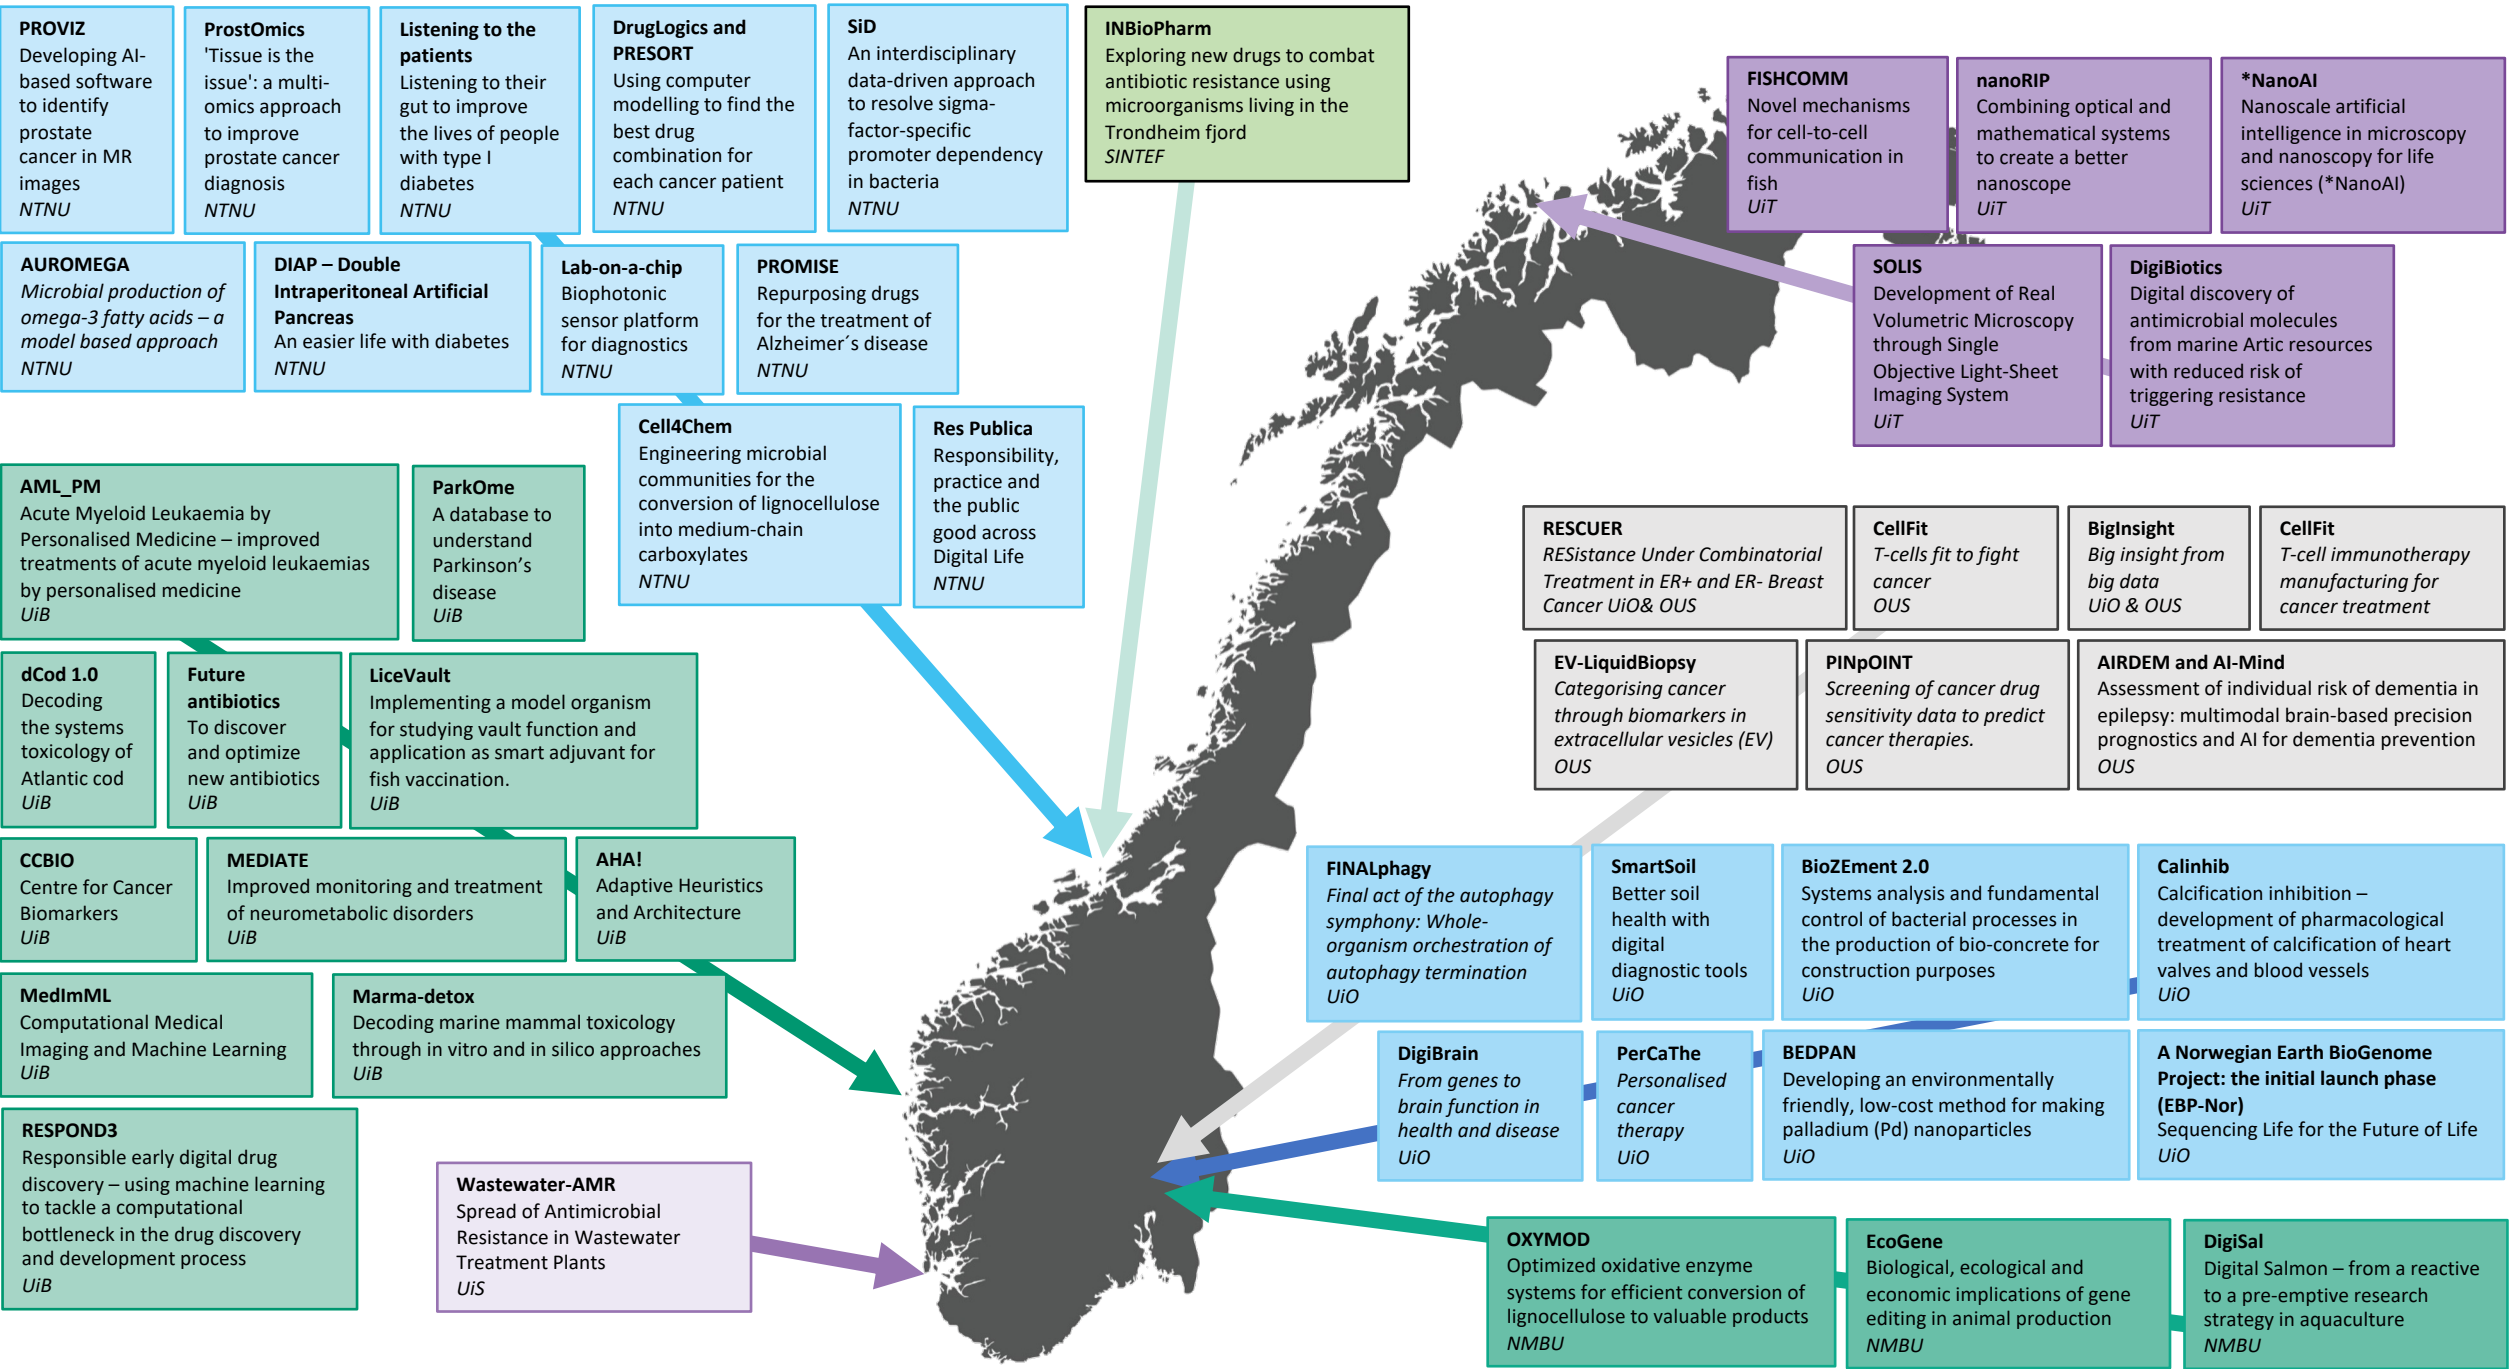 PROVIZ
Developing AI-
based software
to identify
prostate
cancer in MR
images
NTNU
ProstOmics
'Tissue is the
issue': a multi-
omics approach
to improve
prostate cancer
diagnosis
NTNU
Listening to the
patients
Listening to their
gut to improve
the lives of people
with type I
diabetes
NTNU
DrugLogics and
PRESORT
Using computer
modelling to find the
best drug
combination for
each cancer patient
NTNU
SiD
An interdisciplinary
data-driven approach
to resolve sigma-
factor-specific
promoter dependency
in bacteria
NTNU
INBioPharm
Exploring new drugs to combat
antibiotic resistance using
microorganisms living in the
Trondheim fjord
SINTEF
FISHCOMM
Novel mechanisms
for cell-to-cell
communication in
fish
UiT
nanoRIP
Combining optical and
mathematical systems
to create a better
nanoscope
UiT
*NanoAI
Nanoscale artificial
intelligence in microscopy
and nanoscopy for life
sciences (*NanoAI)
UiT
AUROMEGA
Microbial production of
omega-3 fatty acids – a
model based approach
NTNU
DIAP – Double
Intraperitoneal Artificial
Pancreas
An easier life with diabetes
NTNU
Lab-on-a-chip
Biophotonic
sensor platform
for diagnostics
NTNU
PROMISE
Repurposing drugs
for the treatment of
Alzheimer´s disease
NTNU
SOLIS
Development of Real
Volumetric Microscopy
through Single
Objective Light-Sheet
Imaging System
UiT
DigiBiotics
Digital discovery of
antimicrobial molecules
from marine Artic resources
with reduced risk of
triggering resistance
UiT
Cell4Chem
Engineering microbial
communities for the
conversion of lignocellulose
into medium-chain
carboxylates
NTNU
Res Publica
Responsibility,
practice and
the public
good across
Digital Life
NTNU
AML_PM
Acute Myeloid Leukaemia by
Personalised Medicine – improved
treatments of acute myeloid leukaemias
by personalised medicine
UiB
ParkOme
A database to
understand
Parkinson's
disease
UiB
RESCUER
RESistance Under Combinatorial
Treatment in ER+ and ER- Breast
Cancer UiO& OUS
CellFit
T-cells fit to fight
cancer
OUS
BigInsight
Big insight from
big data
UiO & OUS
CellFit
T-cell immunotherapy
manufacturing for
cancer treatment
dCod 1.0
Decoding
the systems
toxicology of
Atlantic cod
UiB
Future
antibiotics
To discover
and optimize
new antibiotics
UiB
LiceVault
Implementing a model organism
for studying vault function and
application as smart adjuvant for
fish vaccination.
UiB
EV-LiquidBiopsy
Categorising cancer
through biomarkers in
extracellular vesicles (EV)
OUS
PINpOINT
Screening of cancer drug
sensitivity data to predict
cancer therapies.
OUS
AIRDEM and AI-Mind
Assessment of individual risk of dementia in
epilepsy: multimodal brain-based precision
prognostics and AI for dementia prevention
OUS
CCBIO
Centre for Cancer
Biomarkers
UiB
MEDIATE
Improved monitoring and treatment
of neurometabolic disorders
UiB
AHA!
Adaptive Heuristics
and Architecture
UiB
FINALphagy
Final act of the autophagy
symphony: Whole-
organism orchestration of
autophagy termination
UiO
SmartSoil
Better soil
health with
digital
diagnostic tools
UiO
BioZEment 2.0
Systems analysis and fundamental
control of bacterial processes in
the production of bio-concrete for
construction purposes
UiO
Calinhib
Calcification inhibition –
development of pharmacological
treatment of calcification of heart
valves and blood vessels
UiO
MedImML
Computational Medical
Imaging and Machine Learning
UiB
Marma-detox
Decoding marine mammal toxicology
through in vitro and in silico approaches
UiB
DigiBrain
From genes to
brain function in
health and disease
UiO
PerCaThe
Personalised
cancer
therapy
UiO
BEDPAN
Developing an environmentally
friendly, low-cost method for making
palladium (Pd) nanoparticles
UiO
A Norwegian Earth BioGenome
Project: the initial launch phase
(EBP-Nor)
Sequencing Life for the Future of Life
UiO
RESPOND3
Responsible early digital drug
discovery – using machine learning
to tackle a computational
bottleneck in the drug discovery
and development process
UiB
Wastewater-AMR
Spread of Antimicrobial
Resistance in Wastewater
Treatment Plants
UiS
OXYMOD
Optimized oxidative enzyme
systems for efficient conversion of
lignocellulose to valuable products
NMBU
EcoGene
Biological, ecological and
economic implications of gene
editing in animal production
NMBU
DigiSal
Digital Salmon – from a reactive
to a pre-emptive research
strategy in aquaculture
NMBU